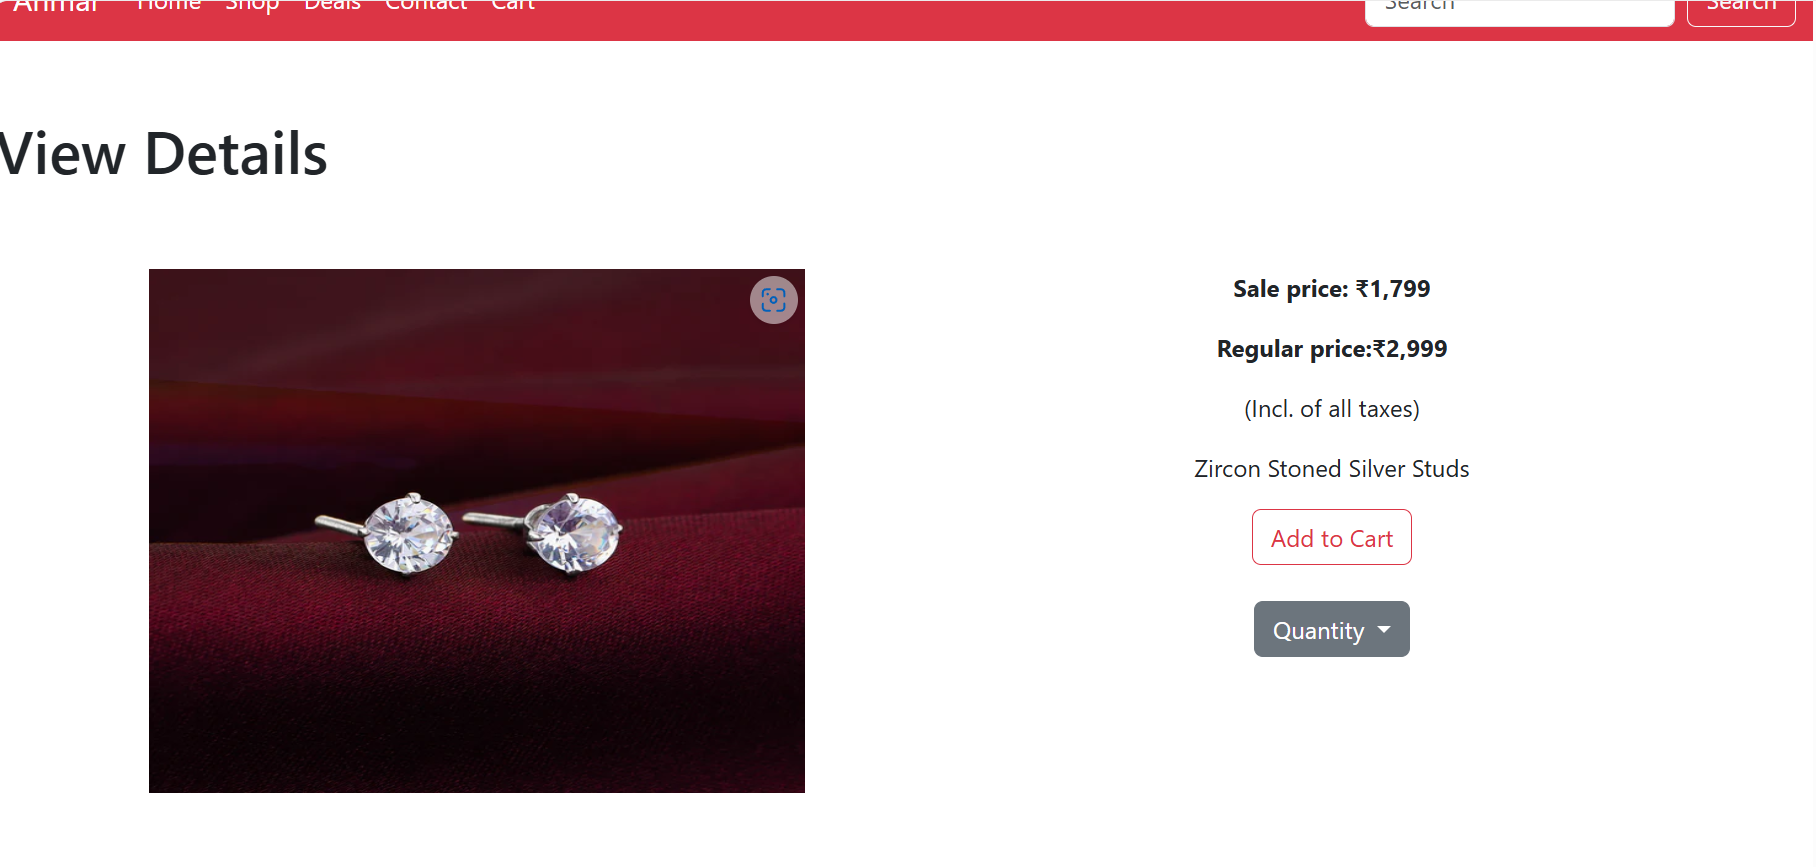 Anmar Home Shop Deals Contact Cart Search Search
View Details
Sale price: ₹1,799
Regular price:₹2,999
(Incl. of all taxes)
Zircon Stoned Silver Studs
Add to Cart
Quantity